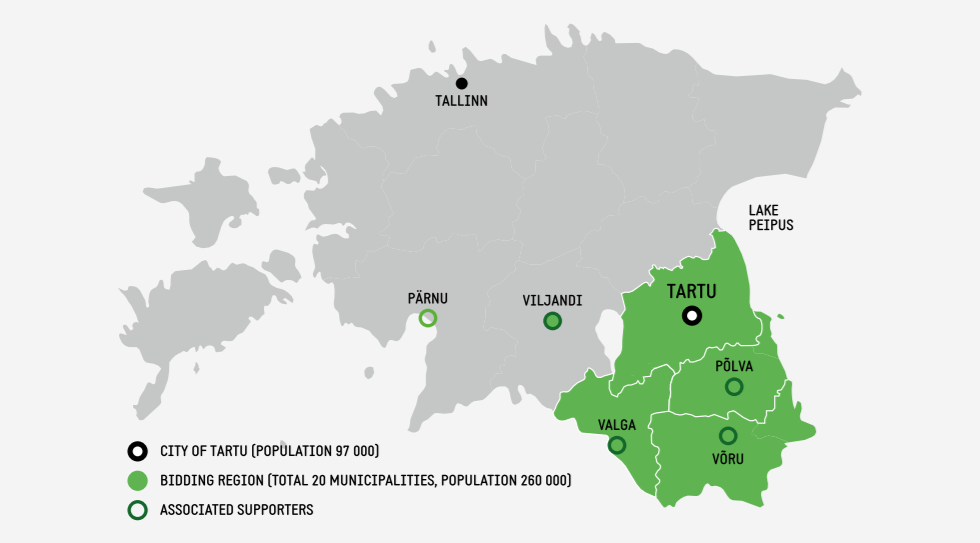 TALLINN
LAKE
PEIPUS
TARTU
PÄRNU
VILJANDI
PÕLVA
VALGA
VÕRU
CITY OF TARTU (POPULATION 97 000)
BIDDING REGION (TOTAL 20 MUNICIPALITIES, POPULATION 260 000)
ASSOCIATED SUPPORTERS